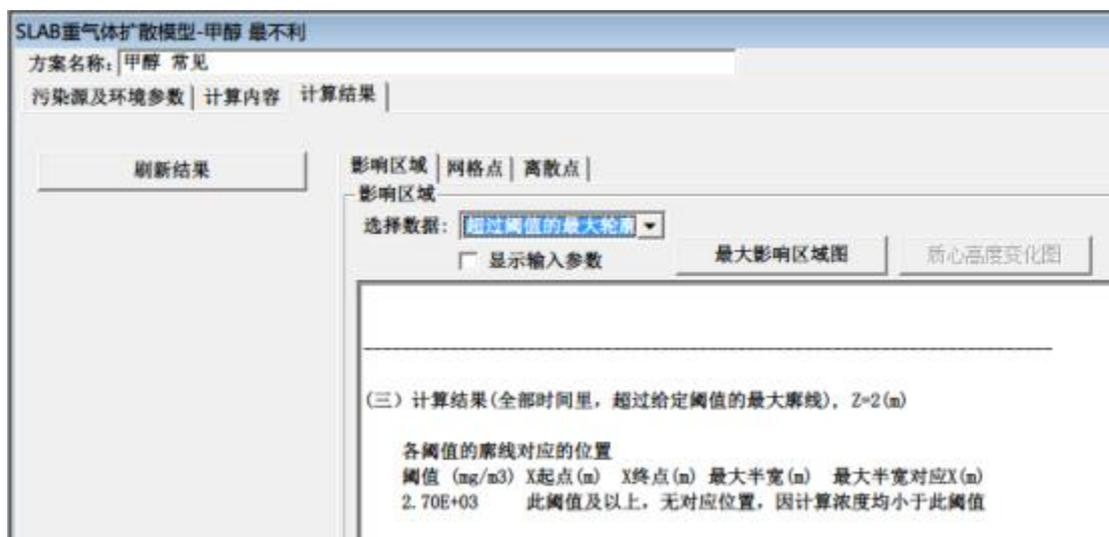 SLAB重气体扩散模型-甲醇 最不利
方案名称: 甲醇 常见
污染源及环境参数 计算内容 计算结果
刷新结果
影响区域 网格点 离散点
影响区域
选择数据: 超过阈值的最大轮廓
显示输入参数 最大影响区域图 质心高度变化图
(三) 计算结果(全部时间里, 超过给定阈值的最大廓线), Z=2(m)
各阈值的廓线对应的位置
阈值 (mg/m3) X起点(m) X终点(m) 最大半宽(m) 最大半宽对应X(m)
2.70E+03 此阈值及以上, 无对应位置, 因计算浓度均小于此阈值